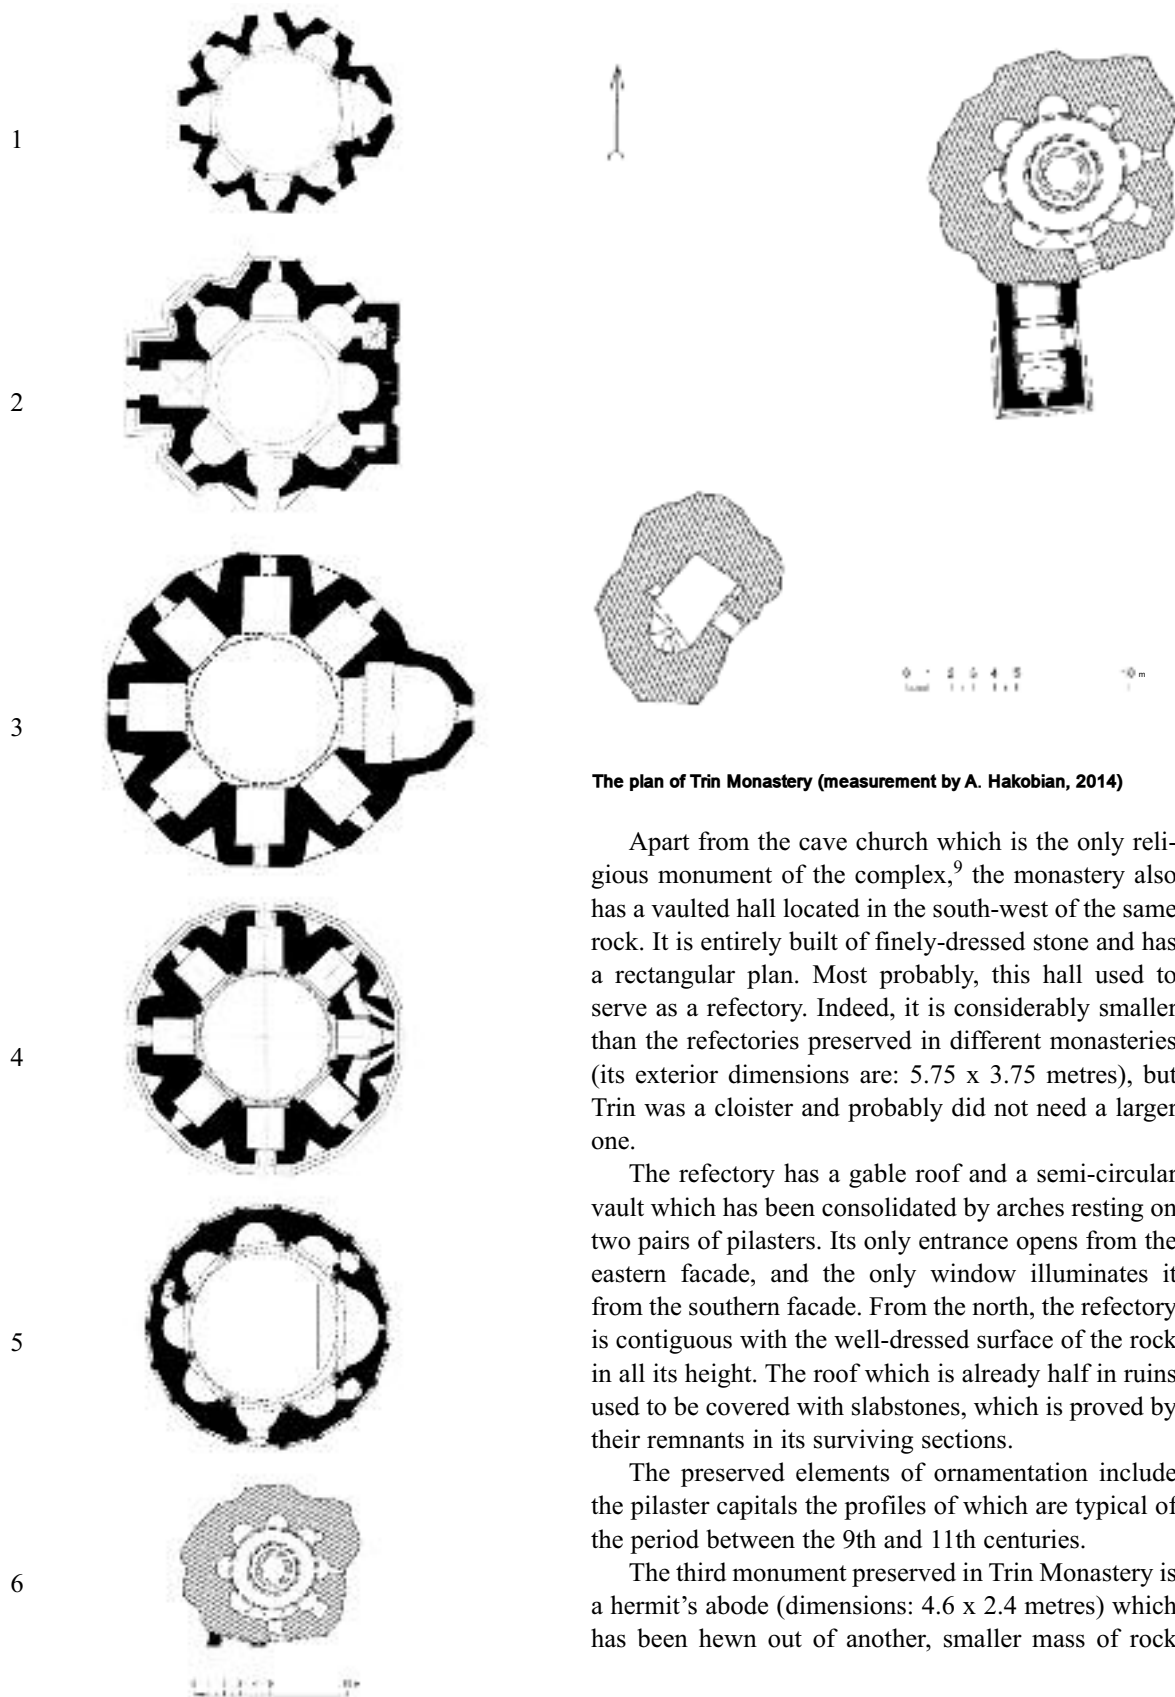 1
2
3
4
5
6
0 1 2 3 4 5 10 m
The plan of Trin Monastery (measurement by A. Hakobian, 2014)
Apart from the cave church which is the only reli-
gious monument of the complex,9 the monastery also
has a vaulted hall located in the south-west of the same
rock. It is entirely built of finely-dressed stone and has
a rectangular plan. Most probably, this hall used to
serve as a refectory. Indeed, it is considerably smaller
than the refectories preserved in different monasteries
(its exterior dimensions are: 5.75 x 3.75 metres), but
Trin was a cloister and probably did not need a larger
one.
The refectory has a gable roof and a semi-circular
vault which has been consolidated by arches resting on
two pairs of pilasters. Its only entrance opens from the
eastern facade, and the only window illuminates it
from the southern facade. From the north, the refectory
is contiguous with the well-dressed surface of the rock
in all its height. The roof which is already half in ruins
used to be covered with slabstones, which is proved by
their remnants in its surviving sections.
The preserved elements of ornamentation include
the pilaster capitals the profiles of which are typical of
the period between the 9th and 11th centuries.
The third monument preserved in Trin Monastery is
a hermit's abode (dimensions: 4.6 x 2.4 metres) which
has been hewn out of another, smaller mass of rock